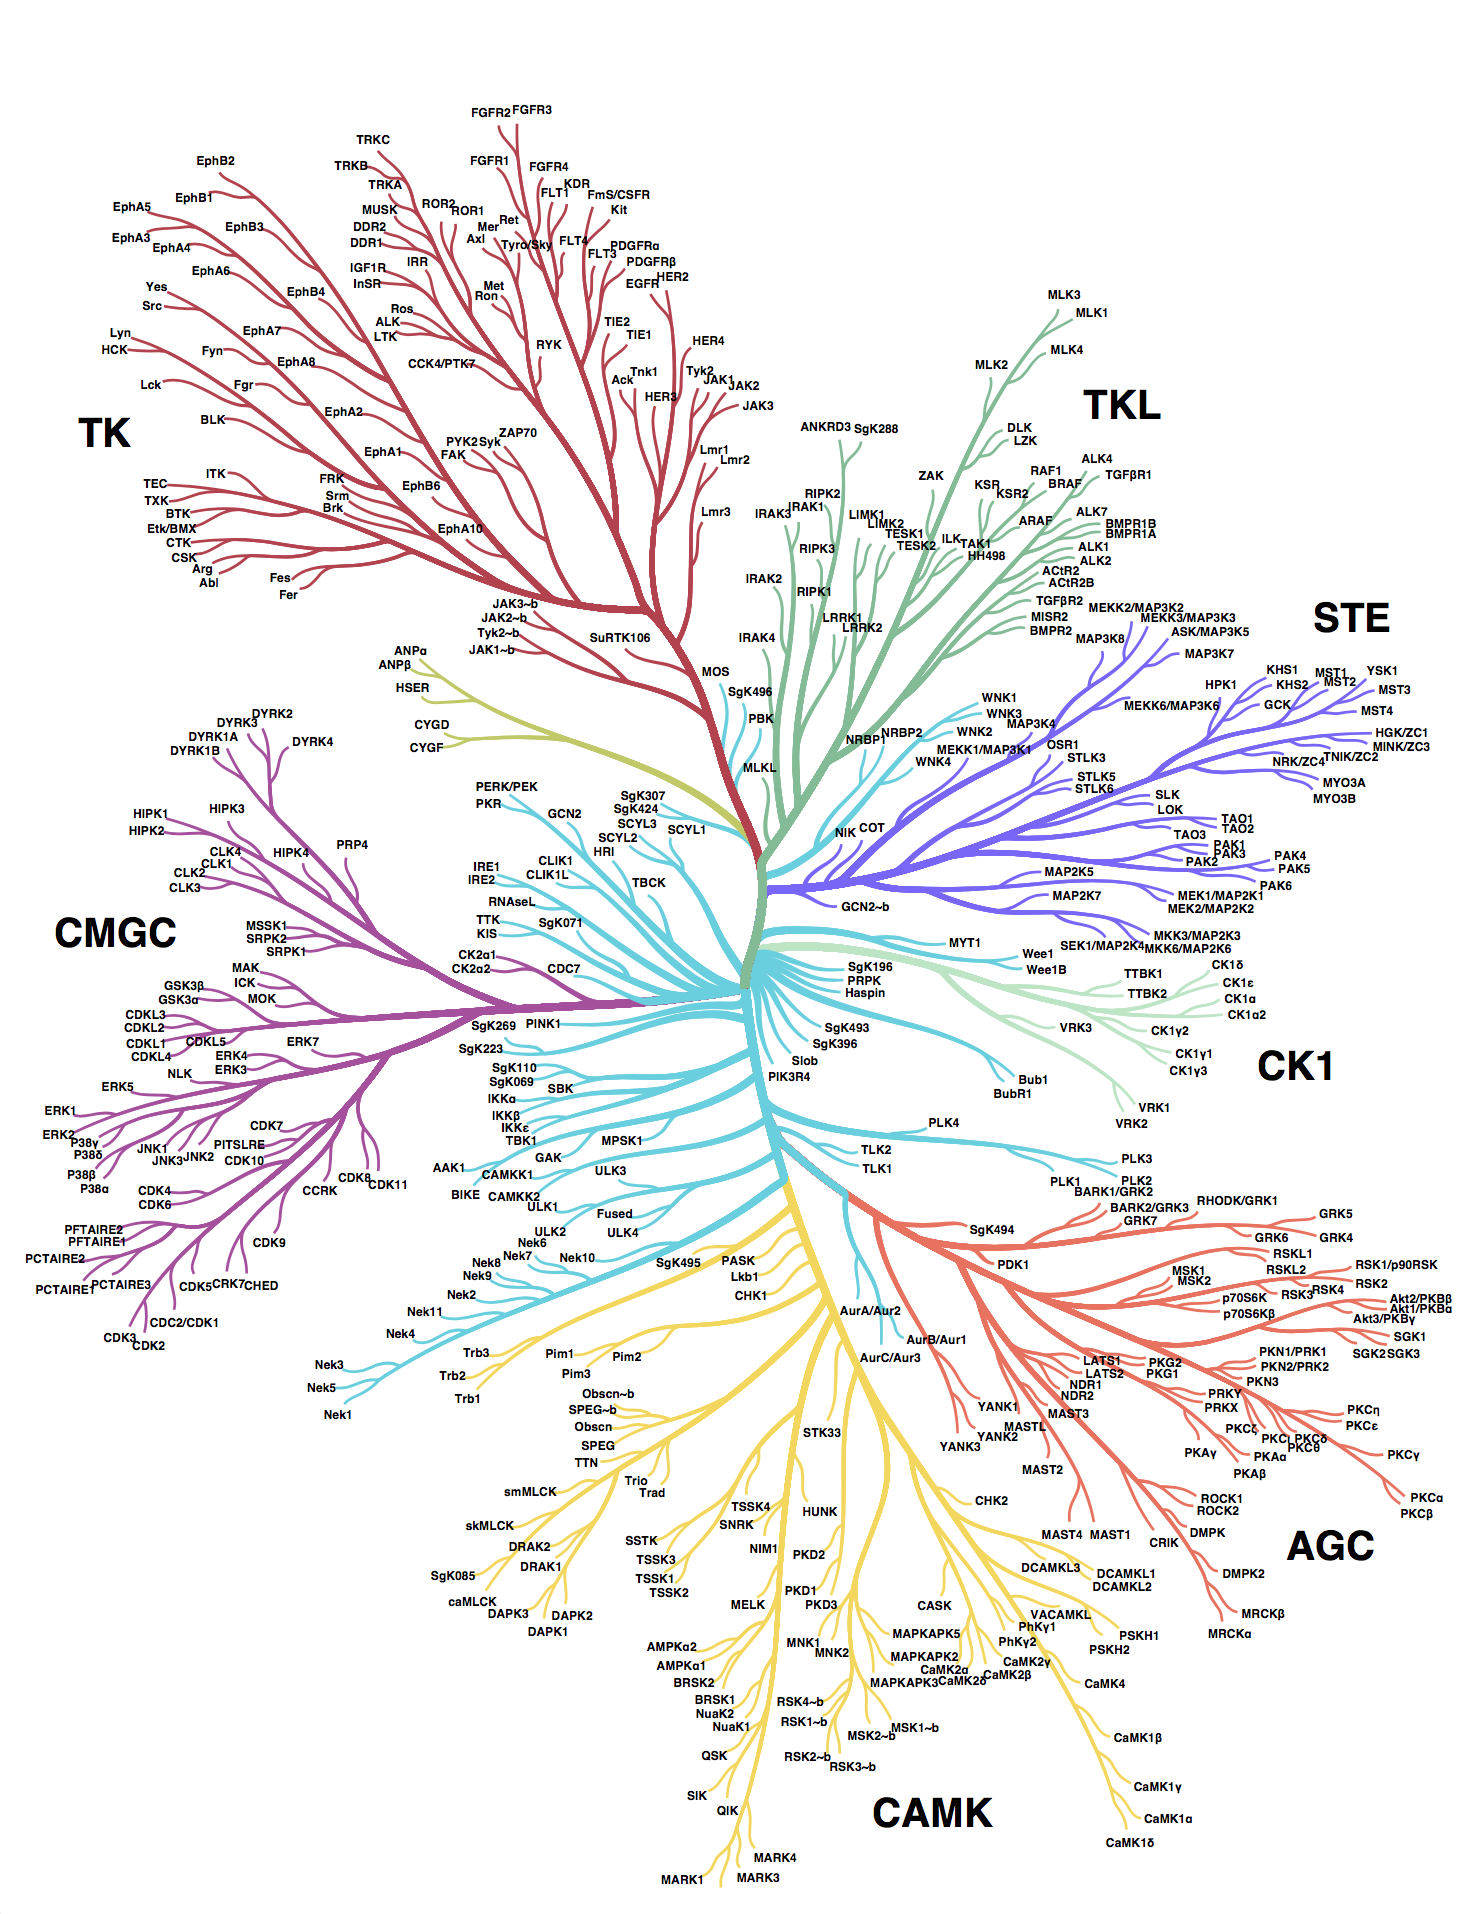 FGFR2
FGFR3
TRKC
EphB2
TRKB
FGFR1
FGFR4
TRKA
KDR
FLT1
FmS/CSFR
EphB1
EphA5
MUSK
ROR2
ROR1
Kit
DDR2
EphB3
Mer
Ret
EphA3
EphA4
DDR1
Axl
Tyro/Sky
FLT4
PDGFRα
FLT3
PDGFRβ
EphA6
IGF1R
IRR
InSR
EGFR
HER2
Yes
EphB4
Met
Ron
Src
Ros
ALK
LTK
TIE2
TIE1
Lyn
HCK
EphA7
Fyn
EphA8
CCK4/PTK7
RYK
HER4
Lck
Fgr
Ack
Tnk1
Tyk2
JAK1
JAK2
HER3
JAK3
BLK
EphA2
TK
PYK2
Syk
ZAP70
FAK
EphA1
Lmr1
Lmr2
ITK
TEC
FRK
EphB6
TXK
Srm
Brk
BTK
Lmr3
Etk/BMX
EphA10
CTK
CSK
Arg
Abl
Fes
Fer
JAK3~b
JAK2~b
Tyk2~b
JAK1~b
SuRTK106
MLK3
MLK1
MLK4
MLK2
TKL
ANKRD3
SgK288
DLK
LZK
ZAK
ALK4
RAF1
TGFβR1
KSR
BRAF
KSR2
RIPK2
IRAK3
IRAK1
LIMK1
LIMK2
ARAF
ALK7
BMPR1B
BMPR1A
TESK1
TESK2
ILK
TAK1
HH498
RIPK3
ALK1
ALK2
IRAK2
RIPK1
ACtR2
ACtR2B
TGFβR2
MISR2
BMPR2
LRRK1
LRRK2
IRAK4
MLKL
STE
MEKK2/MAP3K2
MEKK3/MAP3K3
ASK/MAP3K5
MAP3K8
MAP3K7
KHS1
MST1
YSK1
HPK1
KHS2
MST2
MST3
GCK
MST4
MEKK6/MAP3K6
MAP3K4
HGK/ZC1
MINK/ZC3
TNIK/ZC2
NRK/ZC4
MYO3A
MYO3B
MEKK1/MAP3K1
OSR1
STLK3
STLK5
STLK6
SLK
LOK
TAO1
TAO2
TAO3
PAK1
PAK3
PAK2
PAK4
PAK5
PAK6
NIK
COT
MAP2K5
MAP2K7
MEK1/MAP2K1
MEK2/MAP2K2
GCN2~b
MKK3/MAP2K3
SEK1/MAP2K4
MKK6/MAP2K6
MOS
SgK496
PBK
WNK1
WNK3
WNK2
NRBP2
NRBP1
WNK4
ANPα
ANPβ
HSER
CYGD
CYGF
DYRK2
DYRK3
DYRK1A
DYRK4
DYRK1B
HIPK1
HIPK3
HIPK2
CLK4
HIPK4
PRP4
CLK1
CLK2
CLK3
CMGC
MSSK1
SRPK2
SRPK1
MAK
ICK
GSK3β
MOK
GSK3α
CK2α1
CK2α2
CDC7
CDKL3
CDKL2
CDKL1
CDKL5
CDKL4
ERK7
ERK4
ERK3
NLK
ERK5
ERK1
ERK2
P38γ
P38δ
P38β
P38α
JNK1
JNK3
JNK2
CDK7
PITSLRE
CDK10
CDK4
CDK6
CCRK
CDK8
CDK11
PFTAIRE2
PFTAIRE1
PCTAIRE2
PCTAIRE1
PCTAIRE3
CDK9
CDK5
CRK7
CHED
CDC2/CDK1
CDK3
CDK2
PERK/PEK
PKR
GCN2
SgK307
SgK424
SCYL3
SCYL1
SCYL2
HRI
IRE1
IRE2
CLIK1
CLIK1L
TBCK
RNAseL
TTK
KIS
SgK071
SgK269
PINK1
SgK223
SgK110
SgK069
SBK
IKKα
IKKβ
IKKε
TBK1
MPSK1
GAK
AAK1
CAMKK1
ULK3
BIKE
CAMKK2
ULK1
Fused
ULK2
ULK4
Nek6
Nek7
Nek10
Nek8
Nek9
Nek2
Nek11
Nek4
Nek3
Nek5
Nek1
MYT1
Wee1
Wee1B
SgK196
PRPK
Haspin
SgK493
SgK396
Slob
PIK3R4
Bub1
BubR1
PLK4
TLK2
TLK1
PLK3
PLK1
PLK2
AurA/Aur2
AurB/Aur1
AurC/Aur3
TTBK1
CK1δ
TTBK2
CK1ε
CK1α
CK1α2
VRK3
CK1γ2
CK1γ1
CK1γ3
CK1
VRK1
VRK2
BARK1/GRK2
BARK2/GRK3
RHODK/GRK1
GRK7
GRK5
SgK494
GRK6
GRK4
PDK1
RSKL1
RSKL2
RSK1/p90RSK
MSK1
MSK2
RSK2
RSK4
RSK3
p70S6K
p70S6Kβ
Akt2/PKBβ
Akt1/PKBα
Akt3/PKBγ
SGK1
SGK2
SGK3
LATS1
LATS2
PKG2
PKG1
PKN1/PRK1
PKN2/PRK2
PKN3
NDR1
NDR2
PRKY
PRKX
YANK1
MAST3
MASTL
YANK2
YANK3
PKCη
PKCε
PKCζ
PKCδ
PKCθ
PKAγ
PKAα
PKAβ
PKCγ
MAST2
PKCα
PKCβ
ROCK1
ROCK2
MAST4
MAST1
DMPK
CRIK
AGC
DMPK2
MRCKβ
MRCKα
SgK495
PASK
Lkb1
CHK1
Trb3
Trb2
Trb1
Pim1
Pim2
Pim3
Obscn~b
SPEG~b
Obscn
SPEG
TTN
STK33
Trio
Trad
smMLCK
skMLCK
TSSK4
HUNK
SNRK
CHK2
DRAK2
SSTK
NIM1
DRAK1
TSSK3
PKD2
SgK085
TSSK1
TSSK2
DCAMKL3
DCAMKL1
DCAMKL2
caMLCK
DAPK3
DAPK2
DAPK1
MELK
PKD1
PKD3
CASK
VACAMKL
PhKγ1
PhKγ2
PSKH1
PSKH2
AMPKα2
AMPKα1
MNK1
MNK2
MAPKAPK5
MAPKAPK2
MAPKAPK3
CaMK2α
CaMK2δ
CaMK2β
CaMK2γ
CaMK4
BRSK2
BRSK1
NuaK2
NuaK1
RSK4~b
RSK1~b
MSK2~b
MSK1~b
RSK2~b
RSK3~b
CaMK1β
QSK
SIK
QIK
CaMK1γ
CaMK1α
CaMK1δ
CAMK
MARK4
MARK1
MARK3